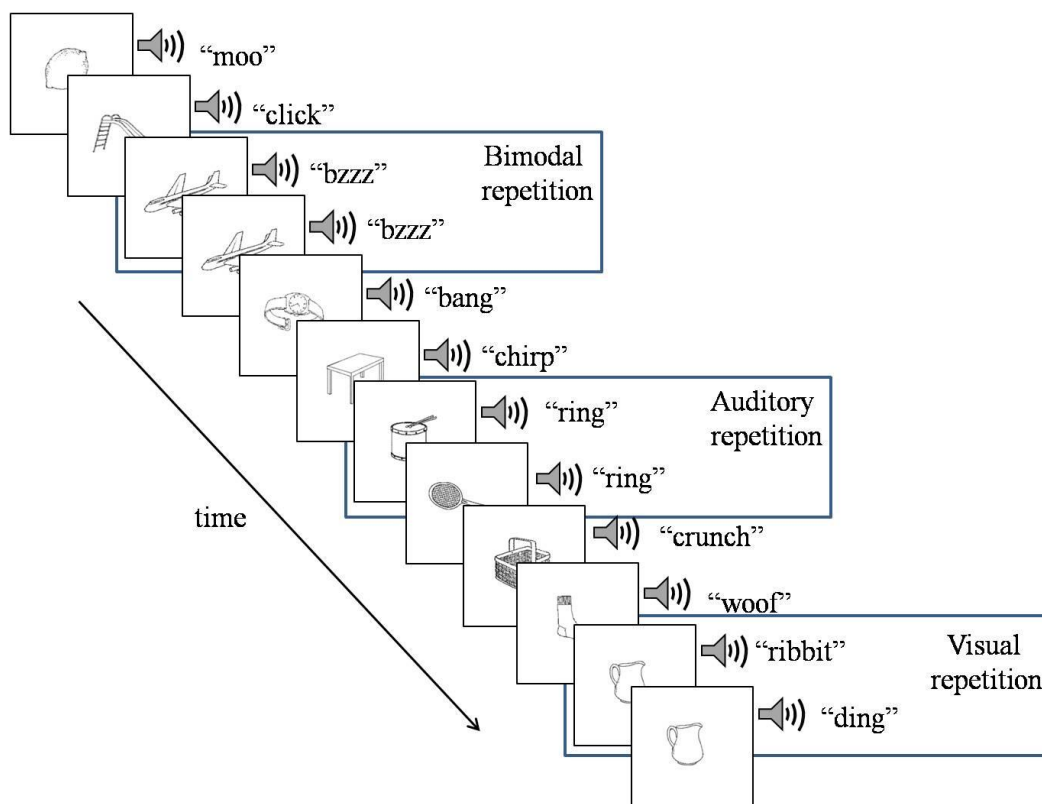 “moo”
“click”
Bimodal
repetition
“bzzz”
“bzzz”
“bang”
“chirp”
Auditory
repetition
“ring”
“ring”
time
“crunch”
“woof”
Visual
repetition
“ribbit”
“ding”